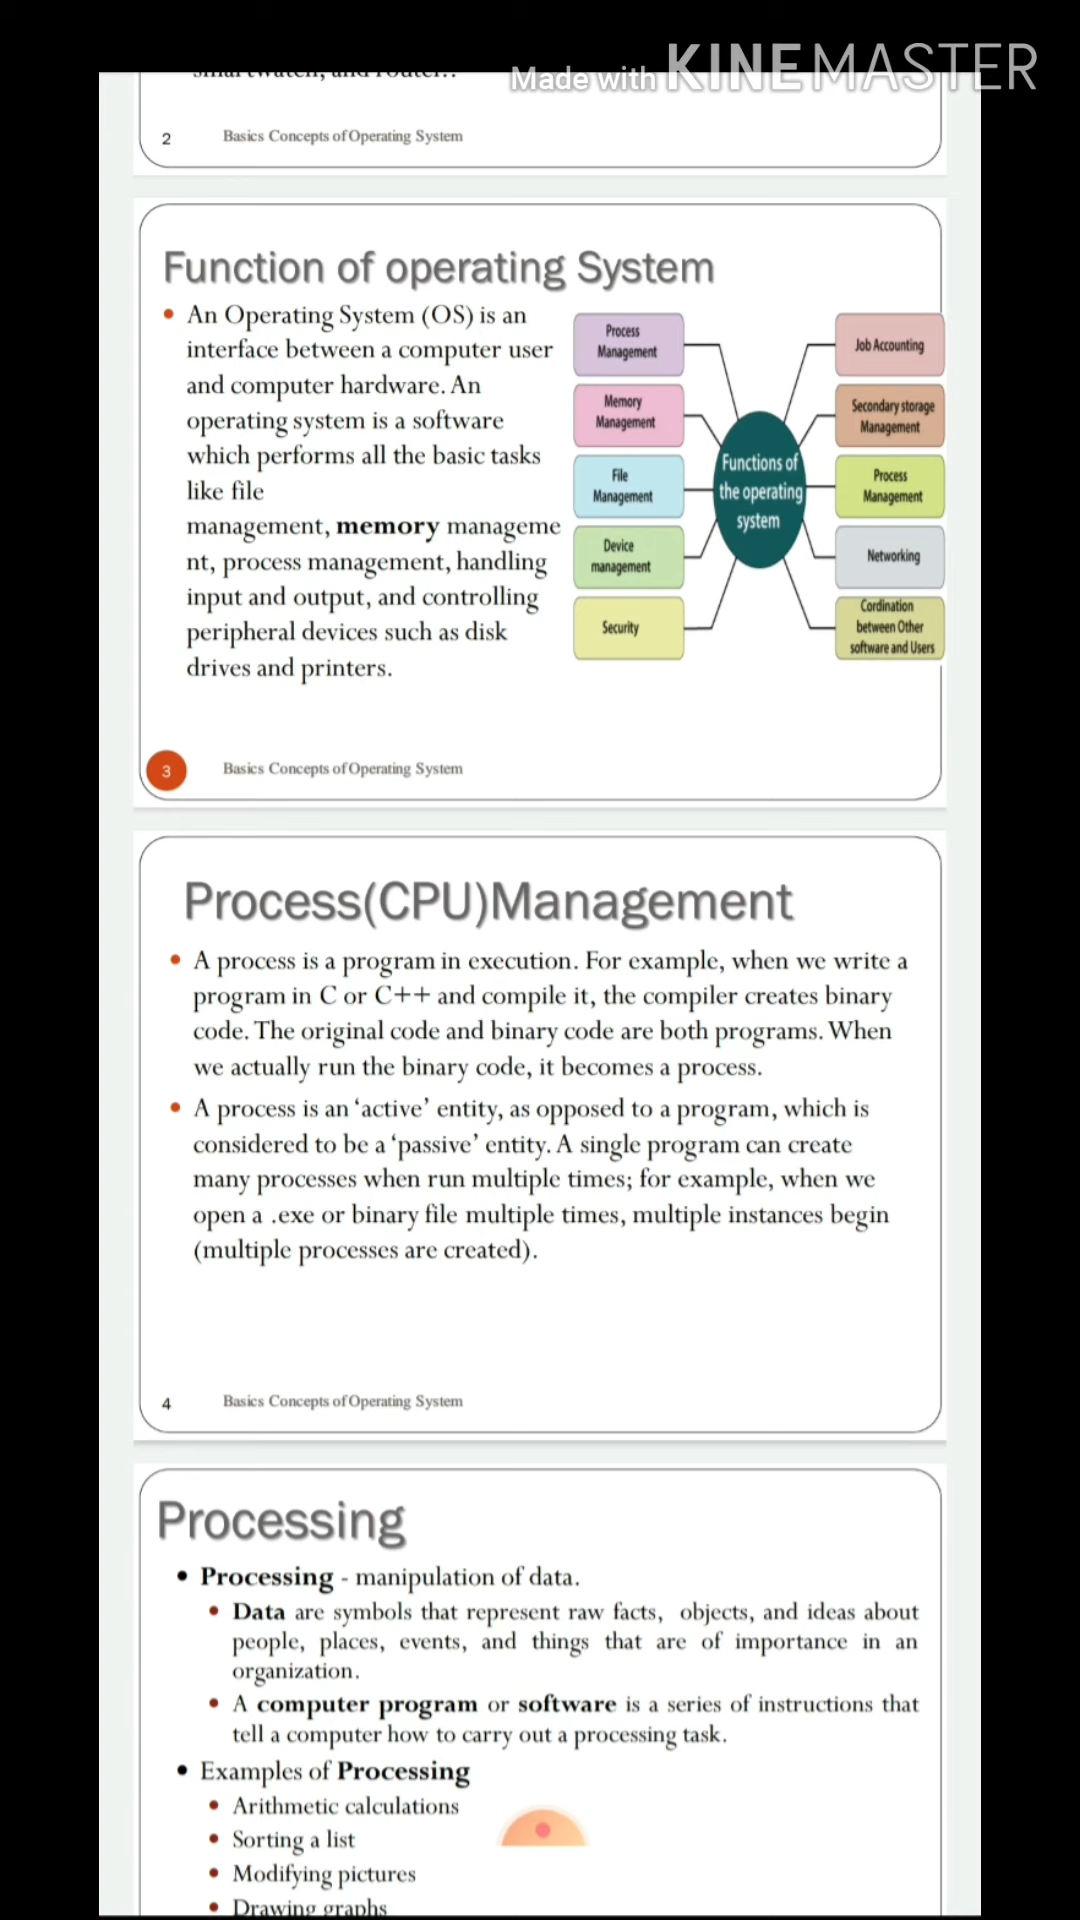 Made with KINEMASTER
2 Basics Concepts of Operating System
Function of operating System
• An Operating System (OS) is an
interface between a computer user
and computer hardware. An
operating system is a software
which performs all the basic tasks
like file
management, memory manageme
nt, process management, handling
input and output, and controlling
peripheral devices such as disk
drives and printers.
Process
Management
Memory
Management
File
Management
Device
management
Security
Functions of
the operating
system
Job Accounting
Secondary storage
Management
Process
Management
Networking
Cordination
between Other
software and Users
3 Basics Concepts of Operating System
Process(CPU)Management
• A process is a program in execution. For example, when we write a
program in C or C++ and compile it, the compiler creates binary
code. The original code and binary code are both programs. When
we actually run the binary code, it becomes a process.
• A process is an ‘active’ entity, as opposed to a program, which is
considered to be a ‘passive’ entity. A single program can create
many processes when run multiple times; for example, when we
open a .exe or binary file multiple times, multiple instances begin
(multiple processes are created).
4 Basics Concepts of Operating System
Processing
• Processing - manipulation of data.
• Data are symbols that represent raw facts, objects, and ideas about
people, places, events, and things that are of importance in an
organization.
• A computer program or software is a series of instructions that
tell a computer how to carry out a processing task.
• Examples of Processing
• Arithmetic calculations
• Sorting a list
• Modifying pictures
• Drawing graphs